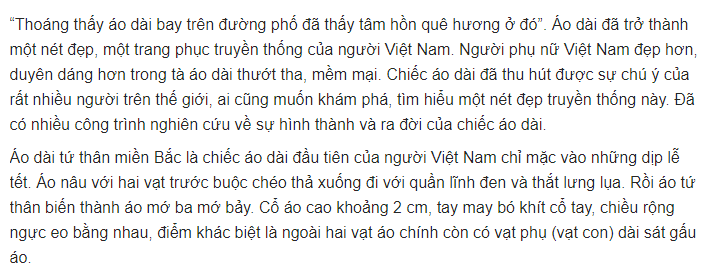 “Thoáng thấy áo dài bay trên đường phố đã thấy tâm hồn quê hương ở đó”. Áo dài đã trở thành
một nét đẹp, một trang phục truyền thống của người Việt Nam. Người phụ nữ Việt Nam đẹp hơn,
duyên dáng hơn trong tà áo dài thướt tha, mềm mại. Chiếc áo dài đã thu hút được sự chú ý của
rất nhiều người trên thế giới, ai cũng muốn khám phá, tìm hiểu một nét đẹp truyền thống này. Đã
có nhiều công trình nghiên cứu về sự hình thành và ra đời của chiếc áo dài.
Áo dài tứ thân miền Bắc là chiếc áo dài đầu tiên của người Việt Nam chỉ mặc vào những dịp lễ
tết. Áo nâu với hai vạt trước buộc chéo thả xuống đi với quần lĩnh đen và thắt lưng lụa. Rồi áo tứ
thân biến thành áo mớ ba mớ bảy. Cổ áo cao khoảng 2 cm, tay may bó khít cổ tay, chiều rộng
ngực eo bằng nhau, điểm khác biệt là ngoài hai vạt áo chính còn có vạt phụ (vạt con) dài sát gấu
áo.